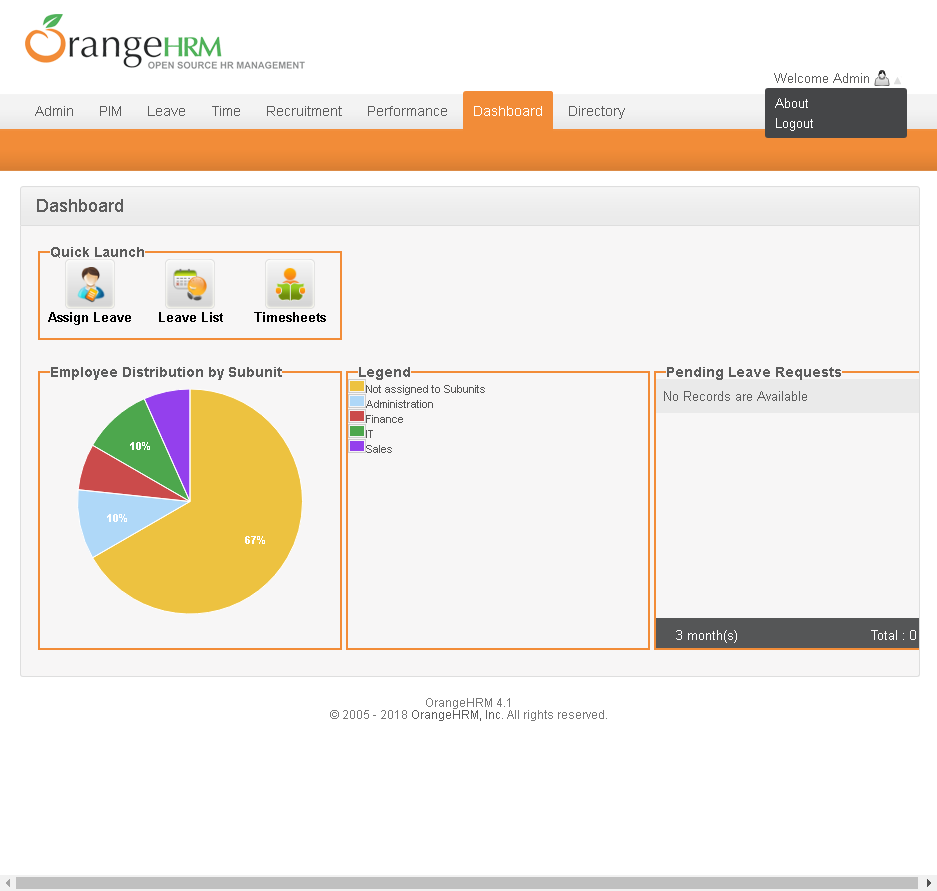 OrangeHRM
OPEN SOURCE HR MANAGEMENT
Welcome Admin
About
Logout
Admin PIM Leave Time Recruitment Performance Dashboard Directory
Dashboard
Quick Launch
Assign Leave Leave List Timesheets
Employee Distribution by Subunit
10%
10%
67%
Legend
Not assigned to Subunits
Administration
Finance
IT
Sales
Pending Leave Requests
No Records are Available
3 month(s) Total : 0
OrangeHRM 4.1
© 2005 - 2018 OrangeHRM, Inc. All rights reserved.